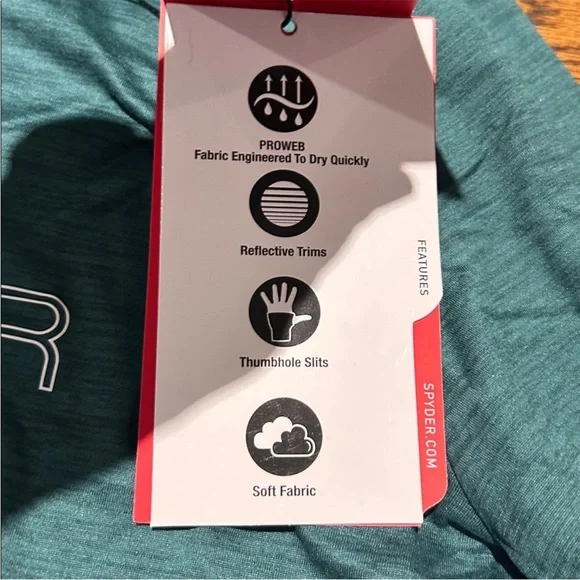 PROWEB
Fabric Engineered To Dry Quickly
Reflective Trims
Thumbhole Slits
Soft Fabric
FEATURES
SPYDER.COM
R